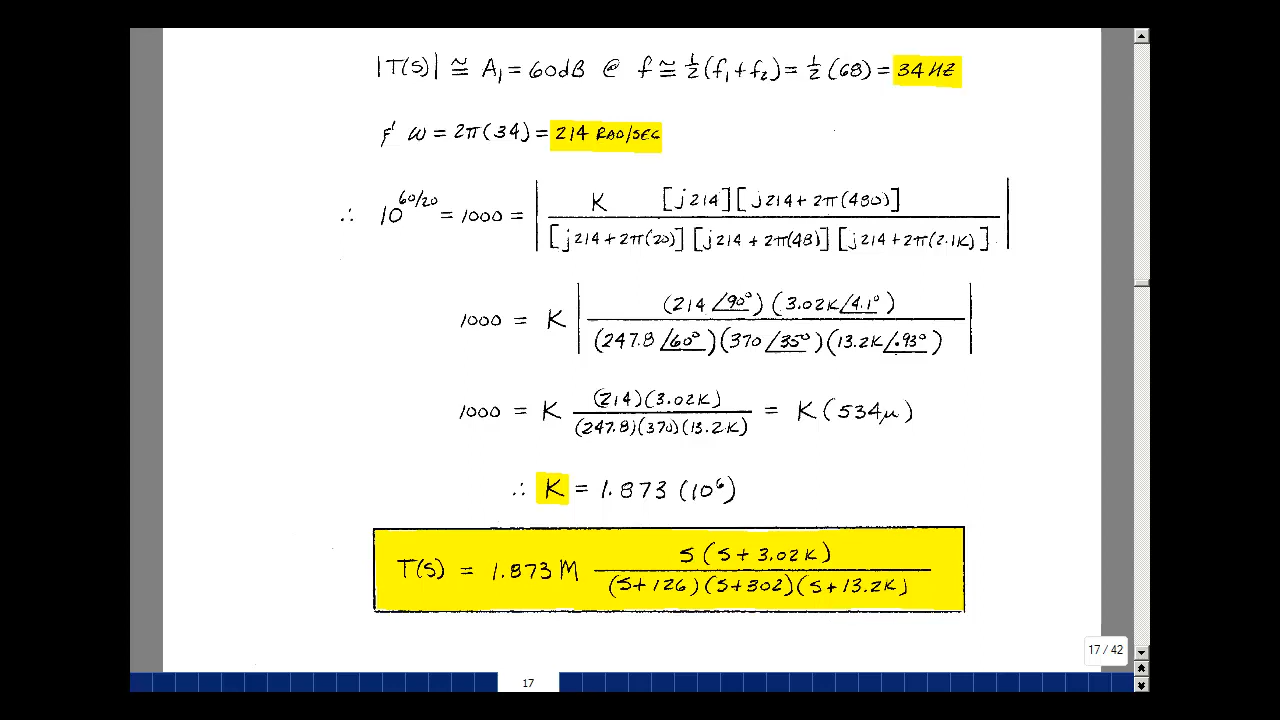 |T(S)| ≅ A₁ = 60dB @ f ≅ ½(f₁+f₂) = ½(68) = 34 HZ
ꝭ ω = 2π(34) = 214 RAD/SEC
∴ 10^60/20 = 1000 = | K [j214][j214+2π(480)] / [j214+2π(20)][j214+2π(48)][j214+2π(2.1K)] |
1000 = K | (214∠90°)(3.02K∠4.1°) / (247.8∠60°)(370∠35°)(13.2K∠.93°) |
1000 = K (214)(3.02K) / (247.8)(370)(13.2K) = K(534μ)
∴ K = 1.873(10⁶)
T(S) = 1.873M S(S+3.02K) / (S+126)(S+302)(S+13.2K)
17 / 42
17